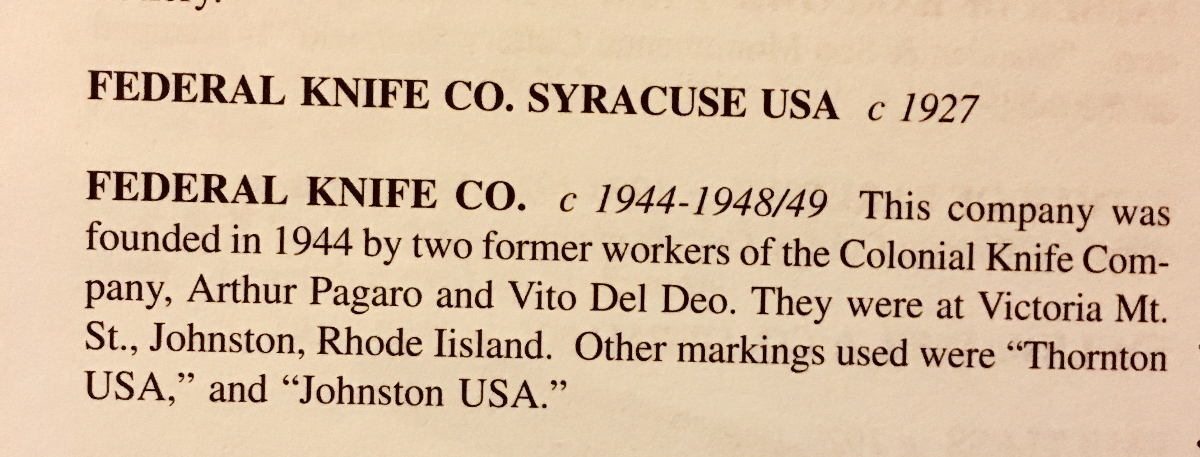 FEDERAL KNIFE CO. SYRACUSE USA c 1927
FEDERAL KNIFE CO. c 1944-1948/49 This company was
founded in 1944 by two former workers of the Colonial Knife Com-
pany, Arthur Pagaro and Vito Del Deo. They were at Victoria Mt.
St., Johnston, Rhode Iisland. Other markings used were “Thornton
USA,” and “Johnston USA.”